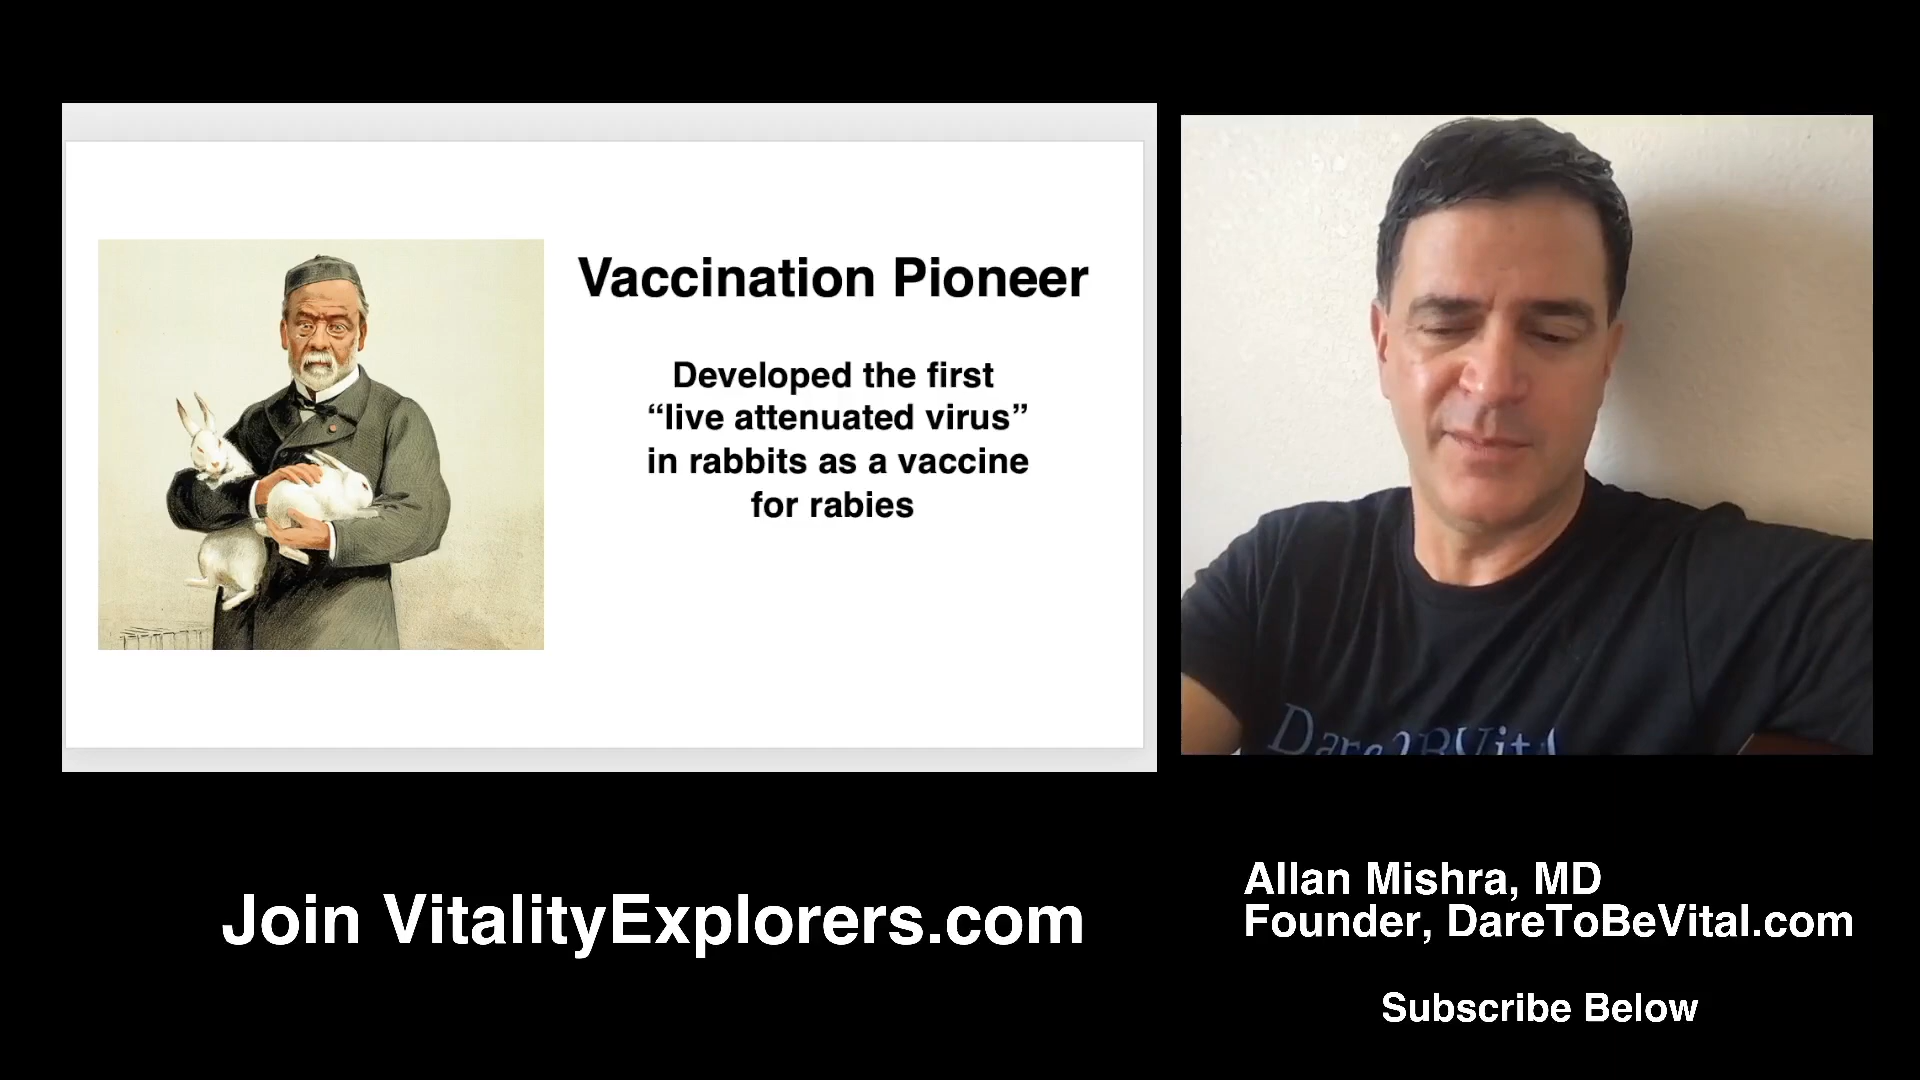 Vaccination Pioneer
Developed the first
“live attenuated virus”
in rabbits as a vaccine
for rabies
Dare2BVital
Join VitalityExplorers.com
Allan Mishra, MD
Founder, DareToBeVital.com
Subscribe Below